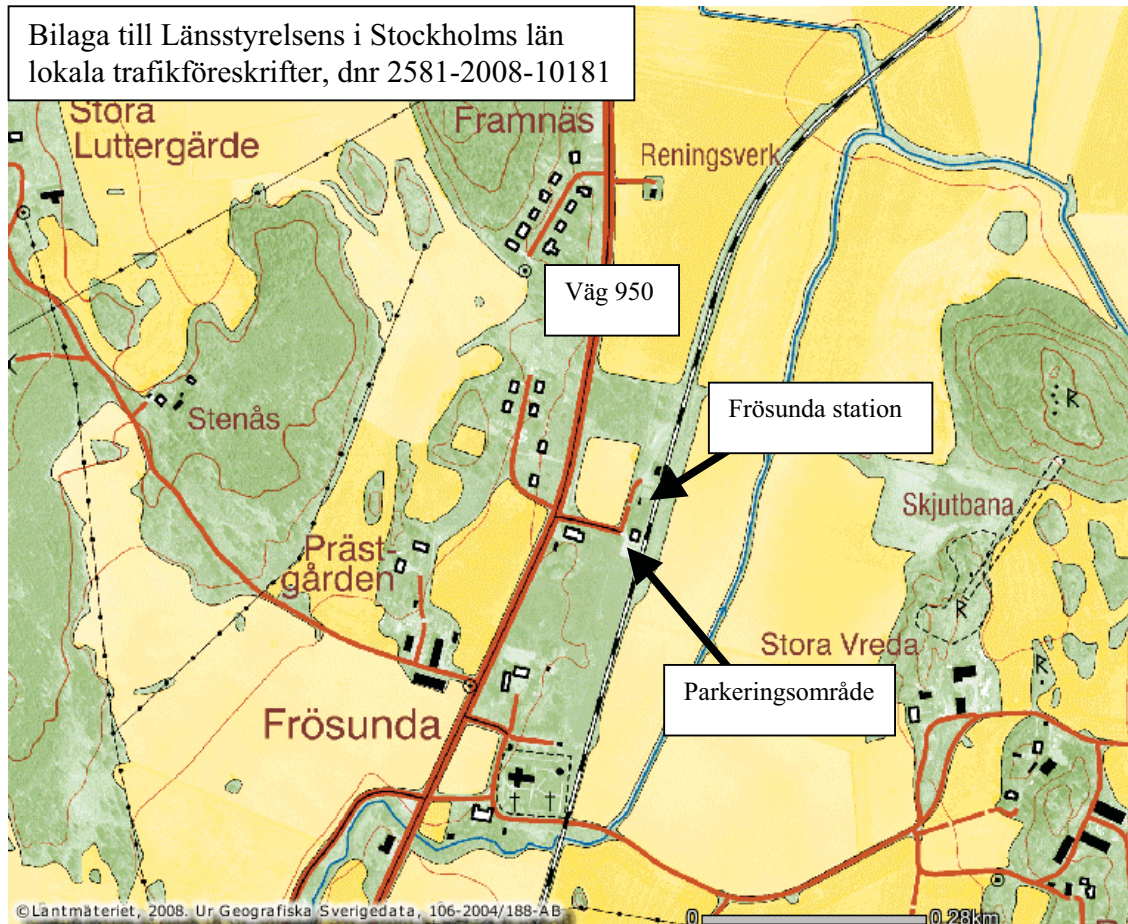 Bilaga till Länsstyrelsens i Stockholms län
lokala trafikföreskrifter, dnr 2581-2008-10181
Stora
Luttergärde
Framnäs
Reningsverk
Väg 950
Frösunda station
Stenås
Skjutbana
Präst-
gården
Stora Vreda
Parkeringsområde
Frösunda
©Lantmäteriet, 2008. Ur Geografiska Sverigedata, 106-2004/188-AB
0 0.28km